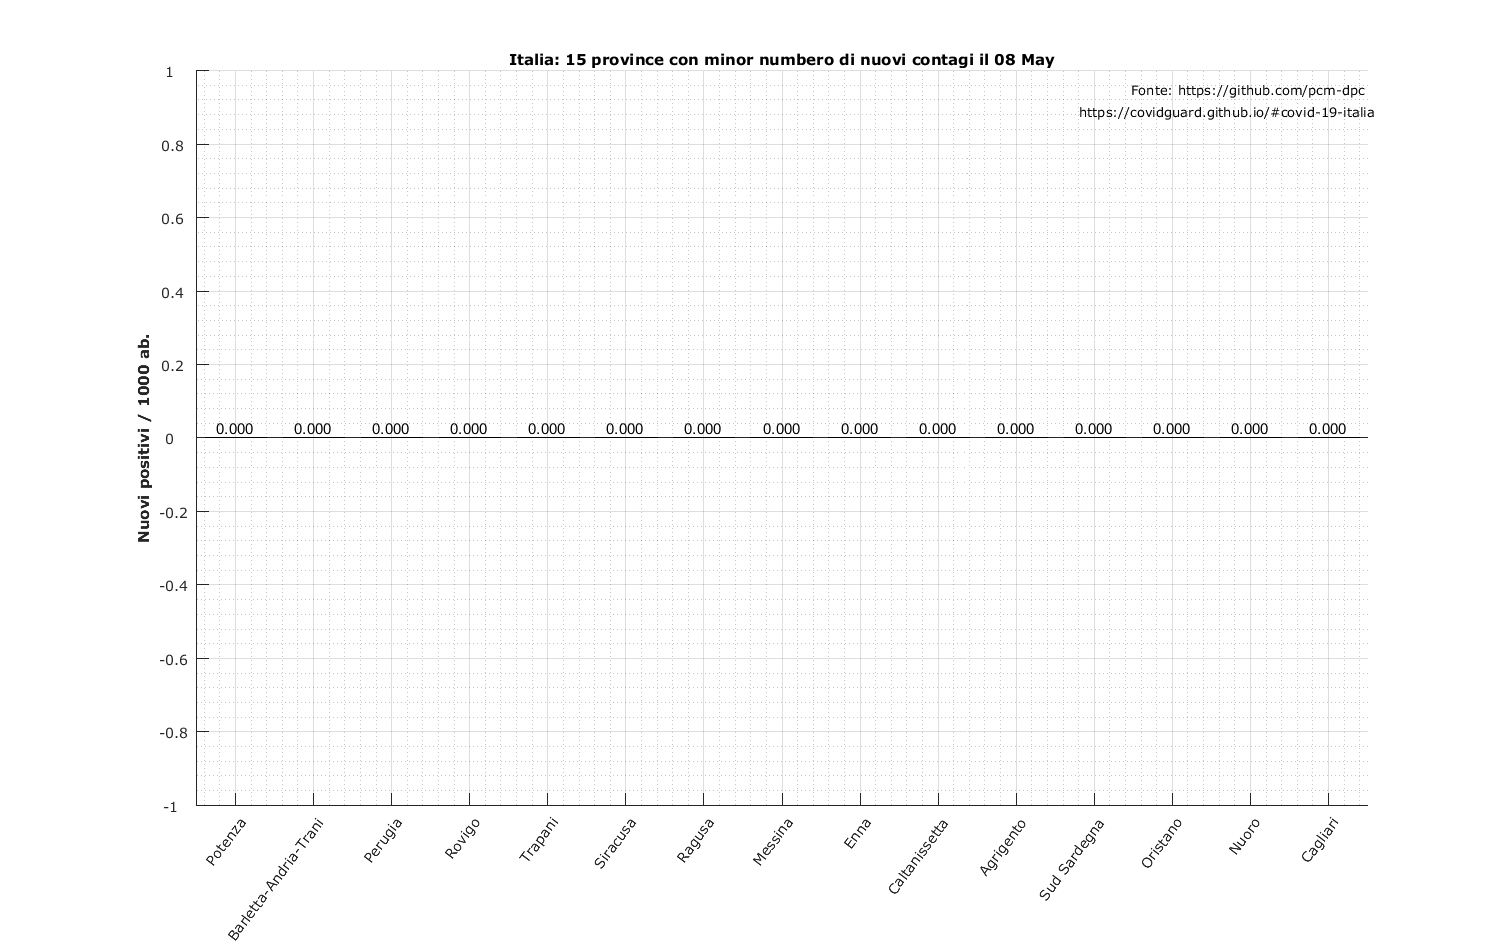 Italia: 15 province con minor numbero di nuovi contagi il 08 May
Fonte: https://github.com/pcm-dpc
https://covidguard.github.io/#covid-19-italia
Nuovi positivi / 1000 ab.
1
0.8
0.6
0.4
0.2
0
-0.2
-0.4
-0.6
-0.8
-1
0.000 0.000 0.000 0.000 0.000 0.000 0.000 0.000 0.000 0.000 0.000 0.000 0.000 0.000 0.000
Potenza
Barletta-Andria-Trani
Perugia
Rovigo
Trapani
Siracusa
Ragusa
Messina
Enna
Caltanissetta
Agrigento
Sud Sardegna
Oristano
Nuoro
Cagliari